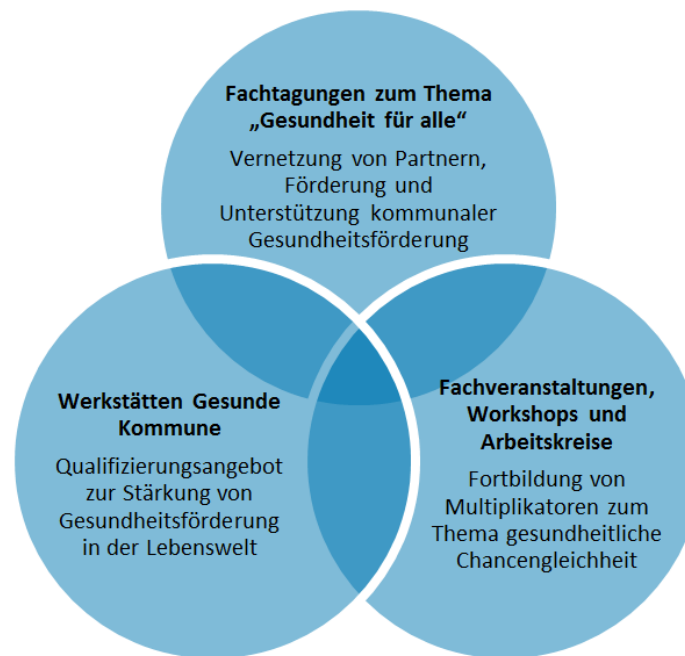 Fachtagungen zum Thema
„Gesundheit für alle“
Vernetzung von Partnern,
Förderung und
Unterstützung kommunaler
Gesundheitsförderung
Werkstätten Gesunde
Kommune
Qualifizierungsangebot
zur Stärkung von
Gesundheitsförderung
in der Lebenswelt
Fachveranstaltungen,
Workshops und
Arbeitskreise
Fortbildung von
Multiplikatoren zum
Thema gesundheitliche
Chancengleichheit